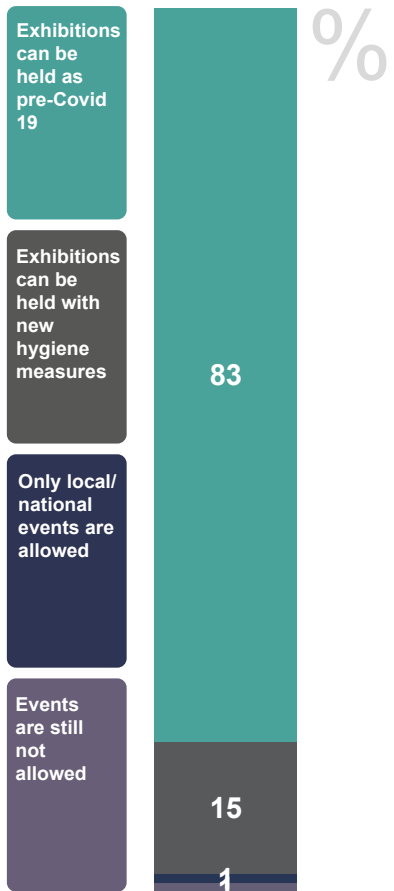 Exhibitions
can be
held as
pre-Covid
19
%
Exhibitions
can be
held with
new
hygiene
measures
83
Only local/
national
events are
allowed
Events
are still
not
allowed
15
1
1